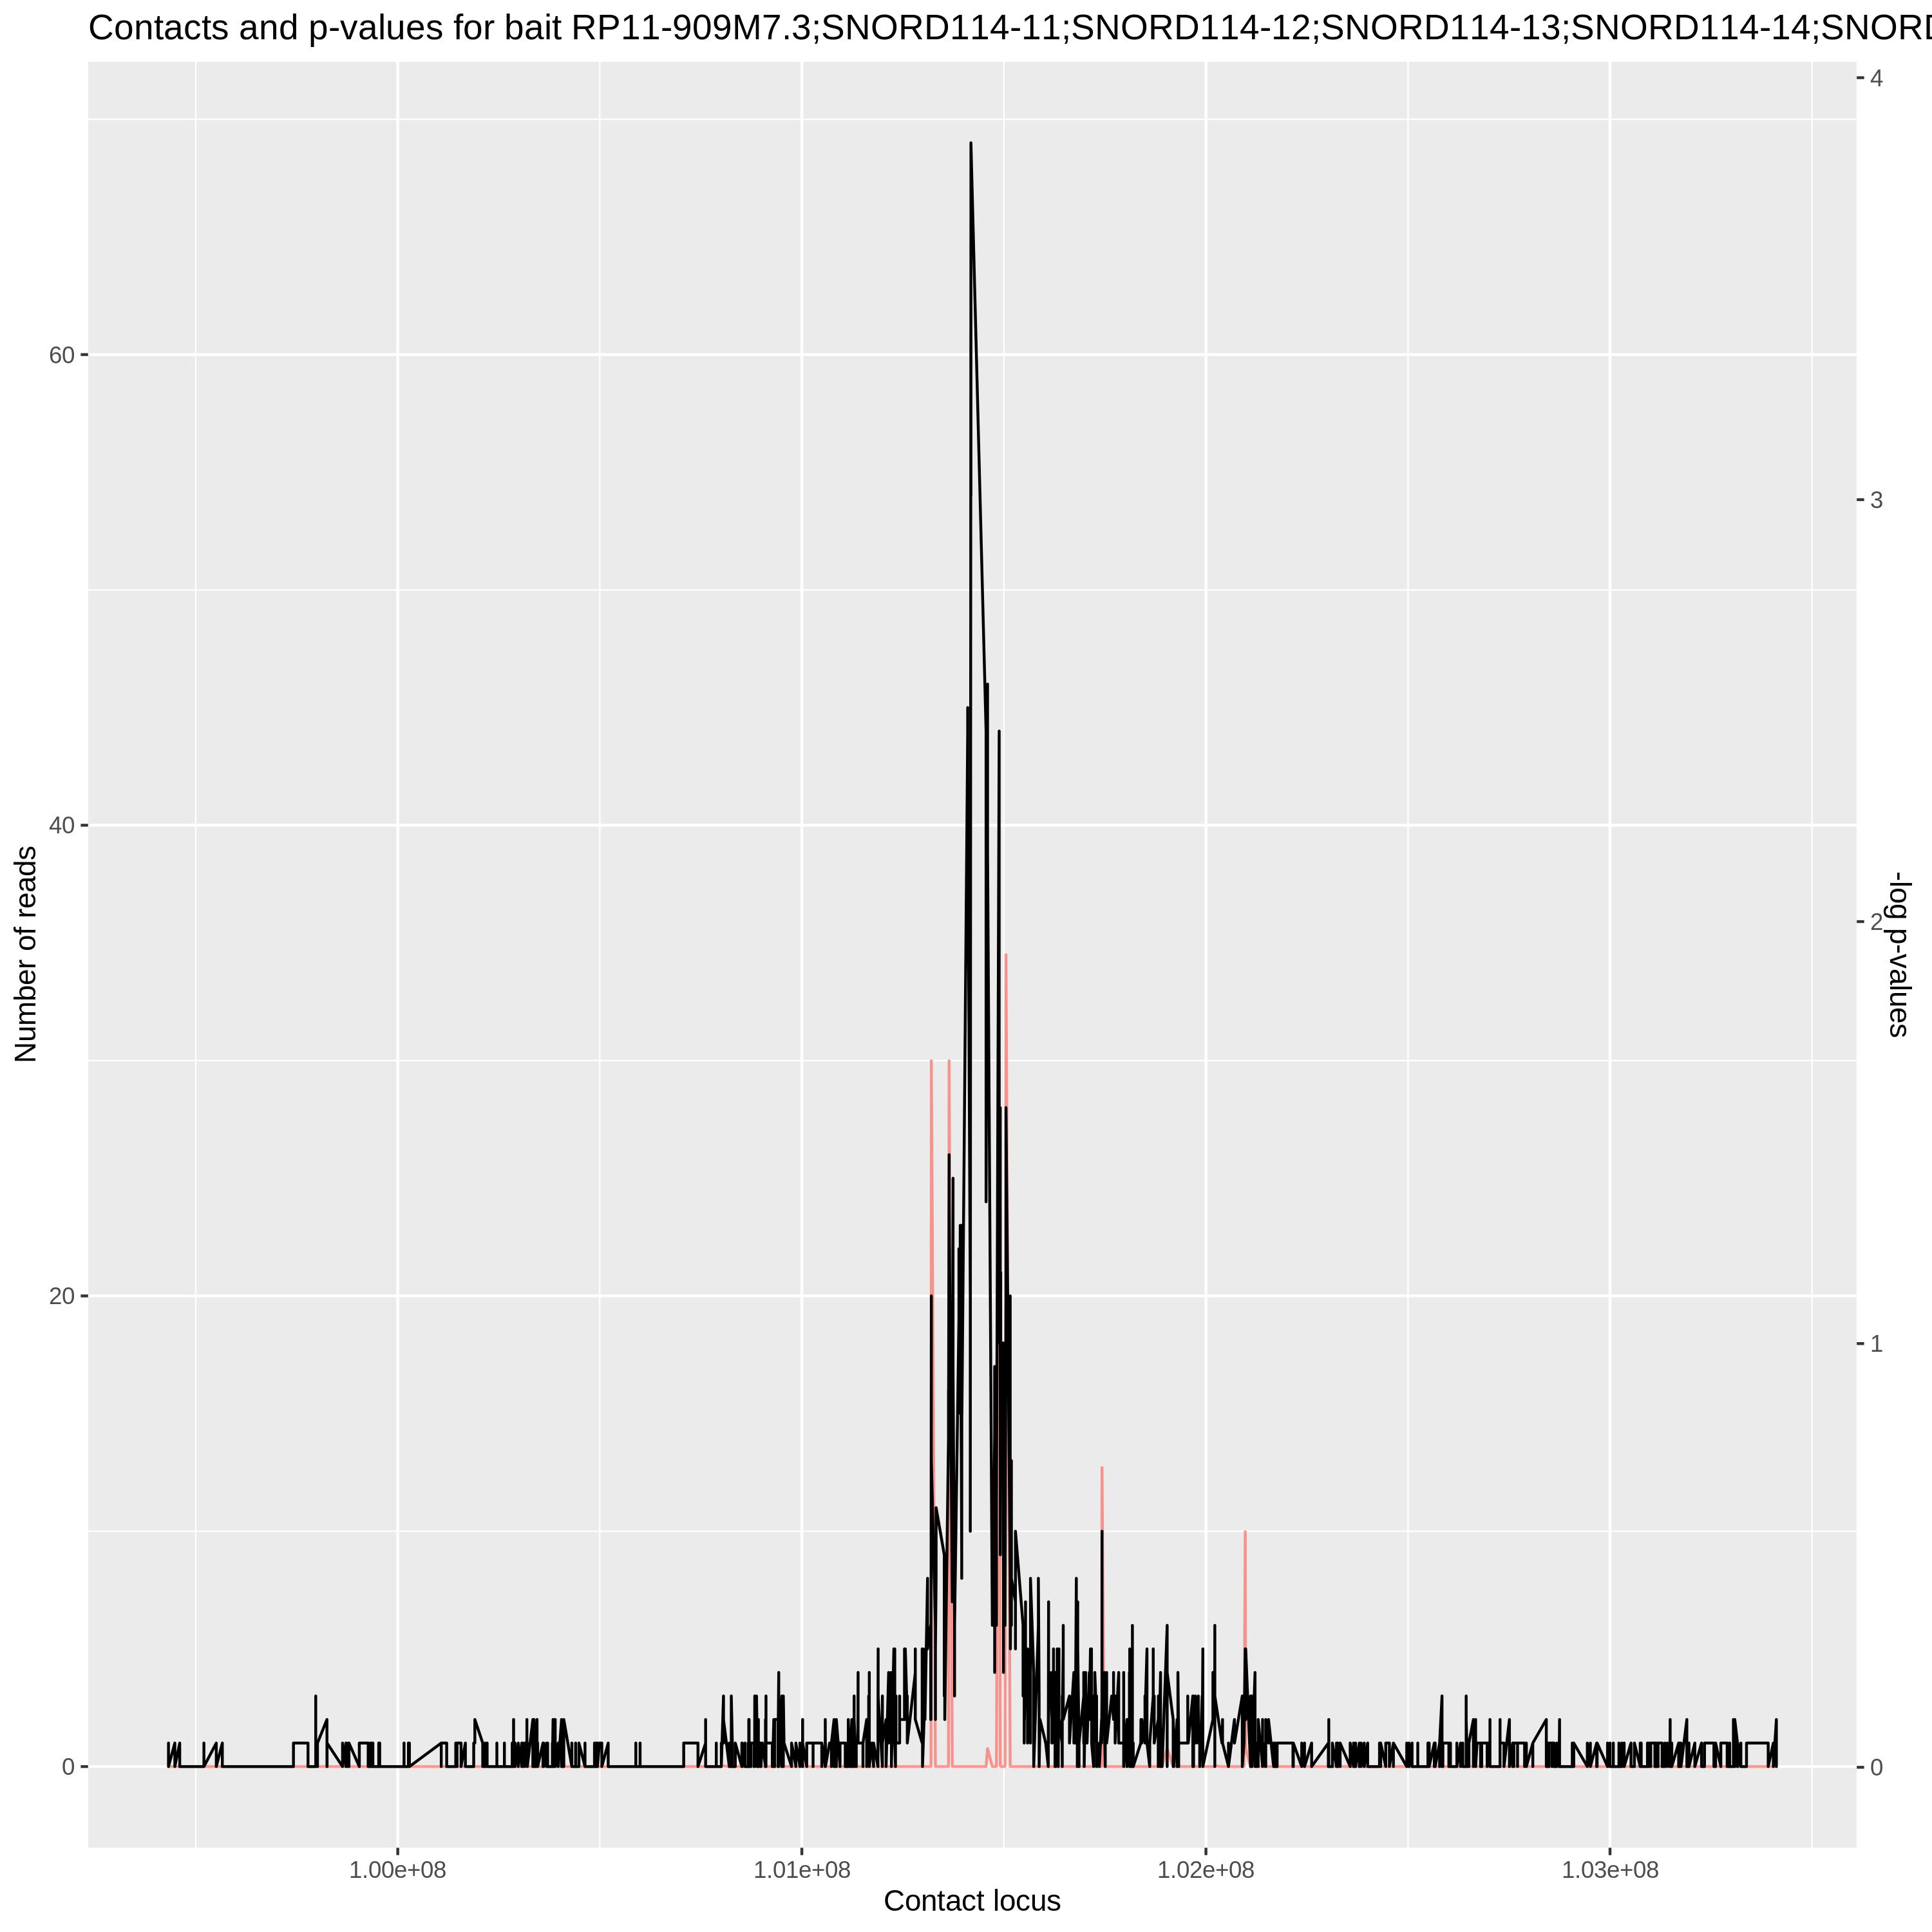 Contacts and p-values for bait RP11-909M7.3;SNORD114-11;SNORD114-12;SNORD114-13;SNORD114-14;SNORD
4
60
3
40
2
Number of reads
-log p-values
20
1
0
0
1.00e+08 1.01e+08 1.02e+08 1.03e+08
Contact locus